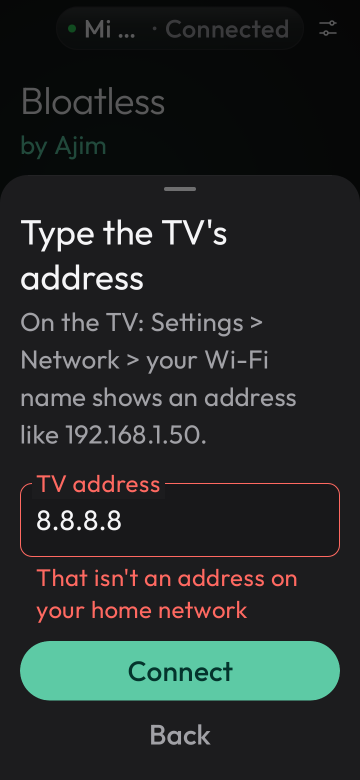 Mi ... · Connected
Bloatless
by Ajim
Type the TV's
address
On the TV: Settings >
Network > your Wi-Fi
name shows an address
like 192.168.1.50.
TV address
8.8.8.8
That isn't an address on
your home network
Connect
Back